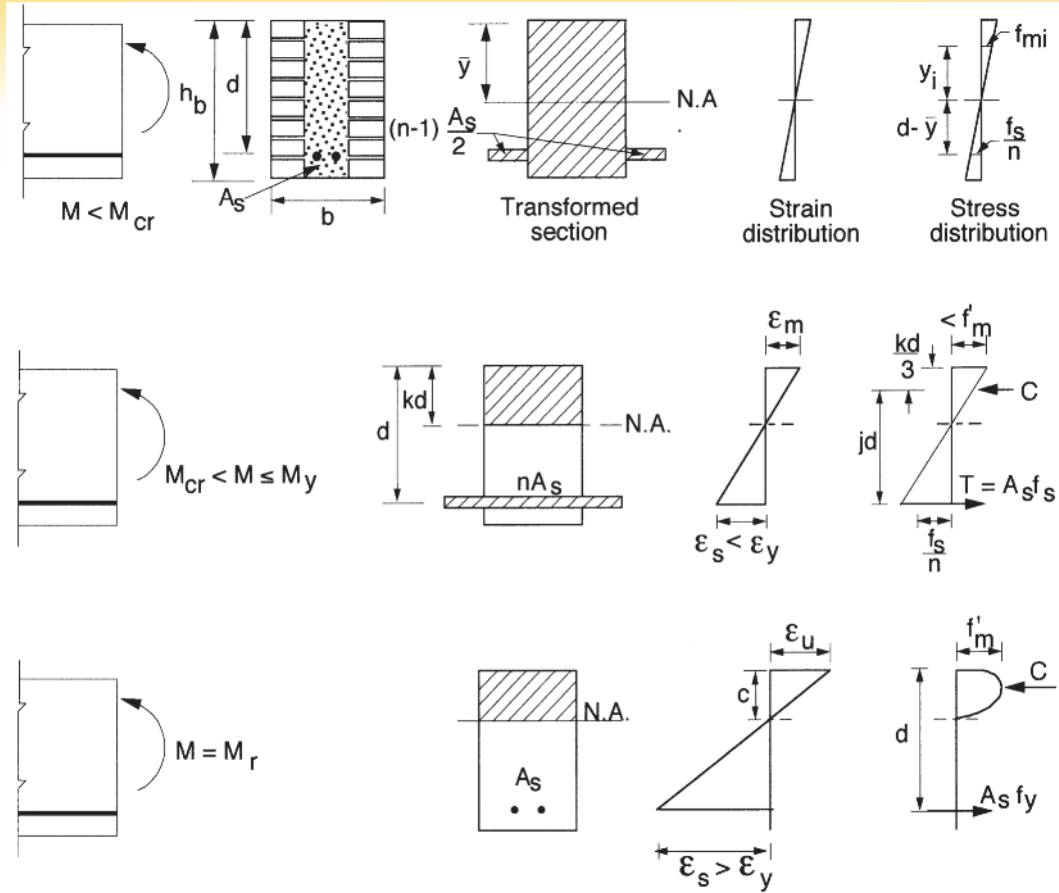 h_b
d
A_s
b
M < M_cr
ȳ
N.A
(n-1) A_s/2
Transformed
section
Strain
distribution
f_mi
y_i
d- ȳ
f_s/n
Stress
distribution
M_cr < M ≤ M_y
d
kd
N.A.
nA_s
ε_m
ε_s < ε_y
< f'_m
kd/3
C
jd
T = A_s f_s
f_s/n
M = M_r
N.A.
A_s
ε_u
c
ε_s > ε_y
f'_m
C
d
A_s f_y